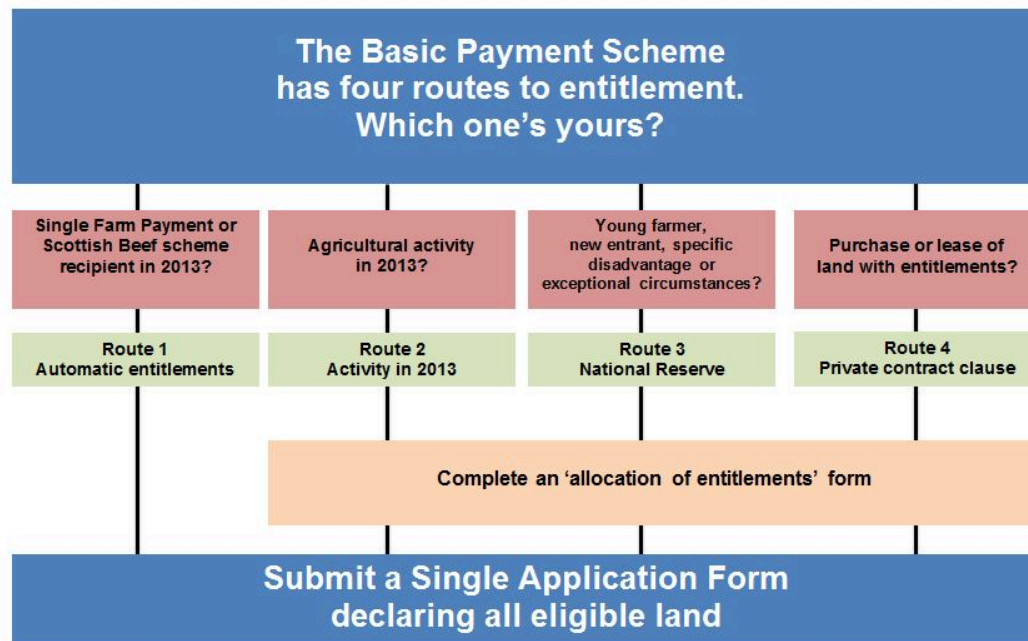 The Basic Payment Scheme
has four routes to entitlement.
Which one's yours?
Single Farm Payment or
Scottish Beef scheme
recipient in 2013?
Agricultural activity
in 2013?
Young farmer,
new entrant, specific
disadvantage or
exceptional circumstances?
Purchase or lease of
land with entitlements?
Route 1
Automatic entitlements
Route 2
Activity in 2013
Route 3
National Reserve
Route 4
Private contract clause
Complete an ‘allocation of entitlements’ form
Submit a Single Application Form
declaring all eligible land